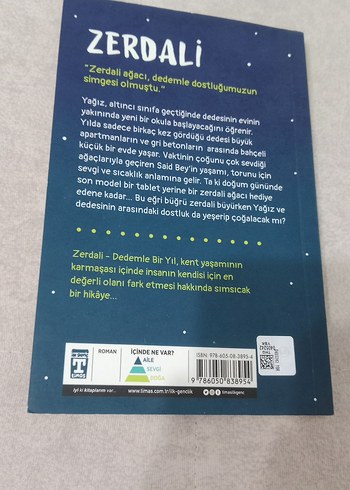 ZERDALİ
"Zerdali ağacı, dedemle dostluğumuzun
simgesi olmuştu."
Yağız, altıncı sınıfa geçtiğinde dedesinin evinin
yakınında yeni bir okula başlayacağını öğrenir.
Yılda sadece birkaç kez gördüğü dedesi büyük
apartmanların ve gri betonların arasında bahçeli
küçük bir evde yaşar. Vaktinin çoğunu çok sevdiği
ağaçlarıyla geçiren Said Bey'in yaşamı, torunu için
sevgi ve sıcaklık anlamına gelir. Ta ki doğum gününde
son model bir tablet yerine bir zerdali ağacı hediye
edene kadar... Bu eğri büğrü zerdali büyürken Yağız ve
dedesinin arasındaki dostluk da yeşerip çoğalacak mı?
Zerdali - Dedemle Bir Yıl, kent yaşamının
karmaşası içinde insanın kendisi için en
değerli olanı fark etmesi hakkında sımsıcak
bir hikâye...
TİMAŞ
iyi ki kitaplarım var...
ROMAN
İÇİNDE NE VAR?
AİLE
SEVGİ
DOĞA
www.timas.com.tr/ilk-genclik
ISBN: 978-605-08-3895-4
9 786050 838954
timasilkgenc